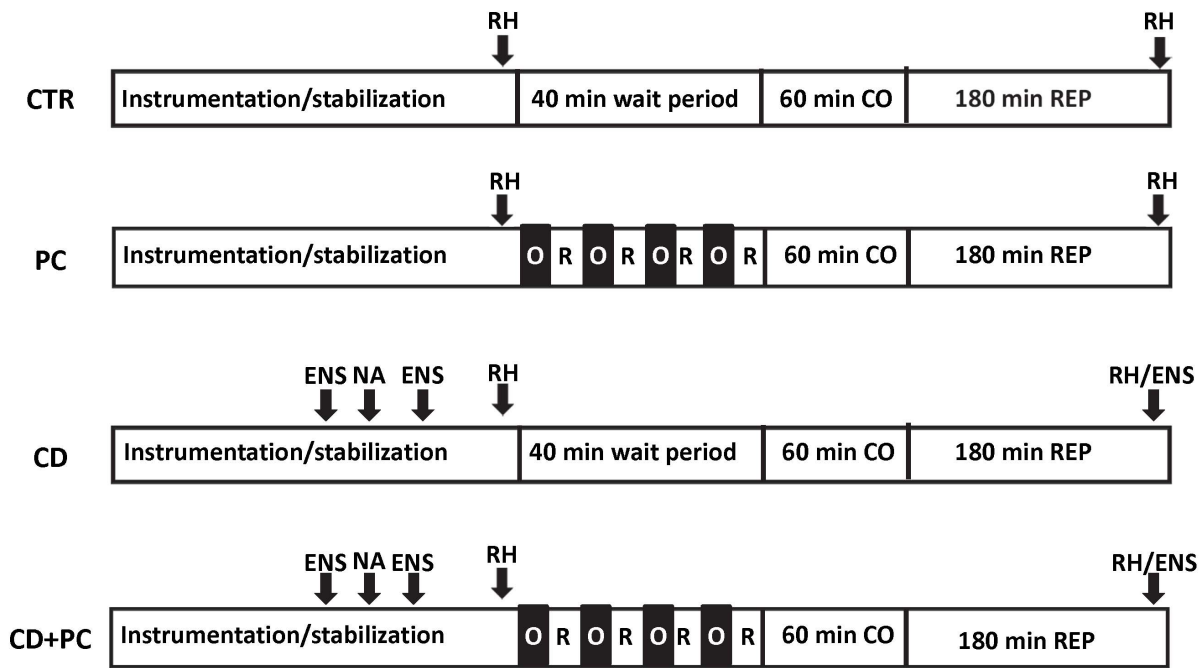 RH RH
CTR Instrumentation/stabilization 40 min wait period 60 min CO 180 min REP
RH RH
PC Instrumentation/stabilization O R O R O R O R 60 min CO 180 min REP
ENS NA ENS RH RH/ENS
CD Instrumentation/stabilization 40 min wait period 60 min CO 180 min REP
ENS NA ENS RH RH/ENS
CD+PC Instrumentation/stabilization O R O R O R O R 60 min CO 180 min REP